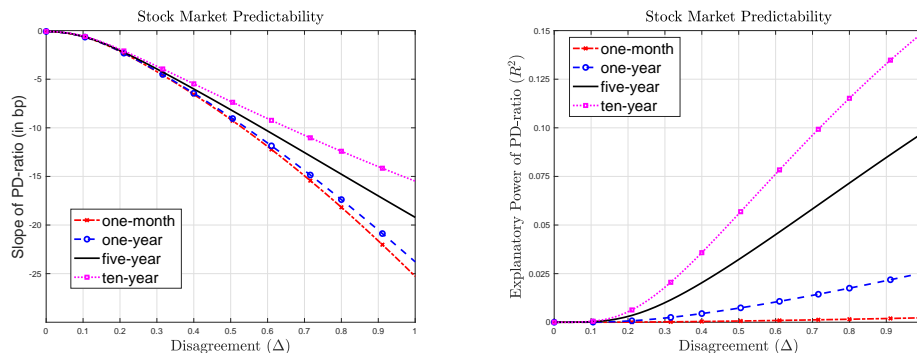 Stock Market Predictability
Slope of PD-ratio (in bp)
0
-5
-10
-15
-20
-25
one-month
one-year
five-year
ten-year
0 0.1 0.2 0.3 0.4 0.5 0.6 0.7 0.8 0.9 1
Disagreement (Δ)
Stock Market Predictability
Explanatory Power of PD-ratio (R²)
0.15
0.125
0.10
0.075
0.05
0.025
0
one-month
one-year
five-year
ten-year
0 0.1 0.2 0.3 0.4 0.5 0.6 0.7 0.8 0.9
Disagreement (Δ)